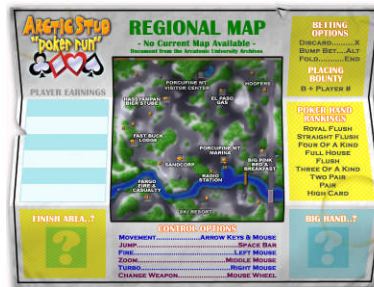 ARCTIC STUD
"poker run"
PLAYER EARNINGS
FINISH AREA..?
?
REGIONAL MAP
- No Current Map Available -
Document from the Arcatonic University Archives
PORCUPINE MT
VISITOR CENTER
HOOFERS
HASSENPAPA
BIER STUBE
EL PASO
GAS
FAST BUCK
LODGE
PORCUPINE MT
MARINA
SANDCORP
BIG PINK
BED &
BREAKFAST
RADIO
STATION
FARGO
FIRE &
CASUALTY
SKI RESORT
CONTROL OPTIONS
MOVEMENT....................ARROW KEYS & MOUSE
JUMP....................SPACE BAR
FIRE....................LEFT MOUSE
ZOOM....................MIDDLE MOUSE
TURBO....................RIGHT MOUSE
CHANGE WEAPON....................MOUSE WHEEL
BETTING
OPTIONS
DISCARD.........X
BUMP BET....ALT
FOLD..........END
PLACING
BOUNTY
B + PLAYER #
POKER HAND
RANKINGS
ROYAL FLUSH
STRAIGHT FLUSH
FOUR OF A KIND
FULL HOUSE
FLUSH
THREE OF A KIND
TWO PAIR
PAIR
HIGH CARD
BIG HAND..?
?